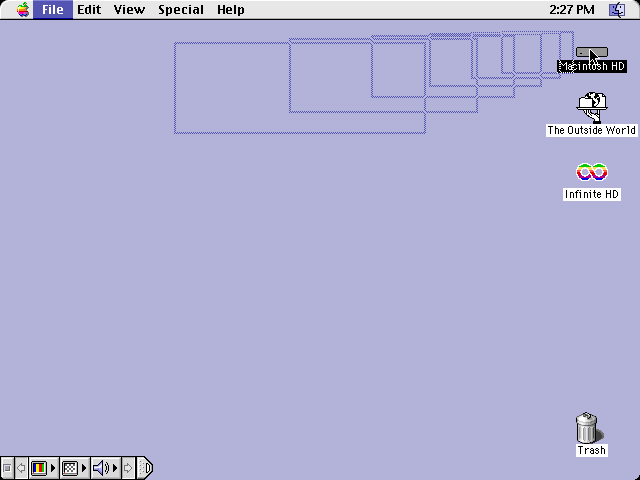 File Edit View Special Help 2:27 PM
Macintosh HD
The Outside World
Infinite HD
Trash